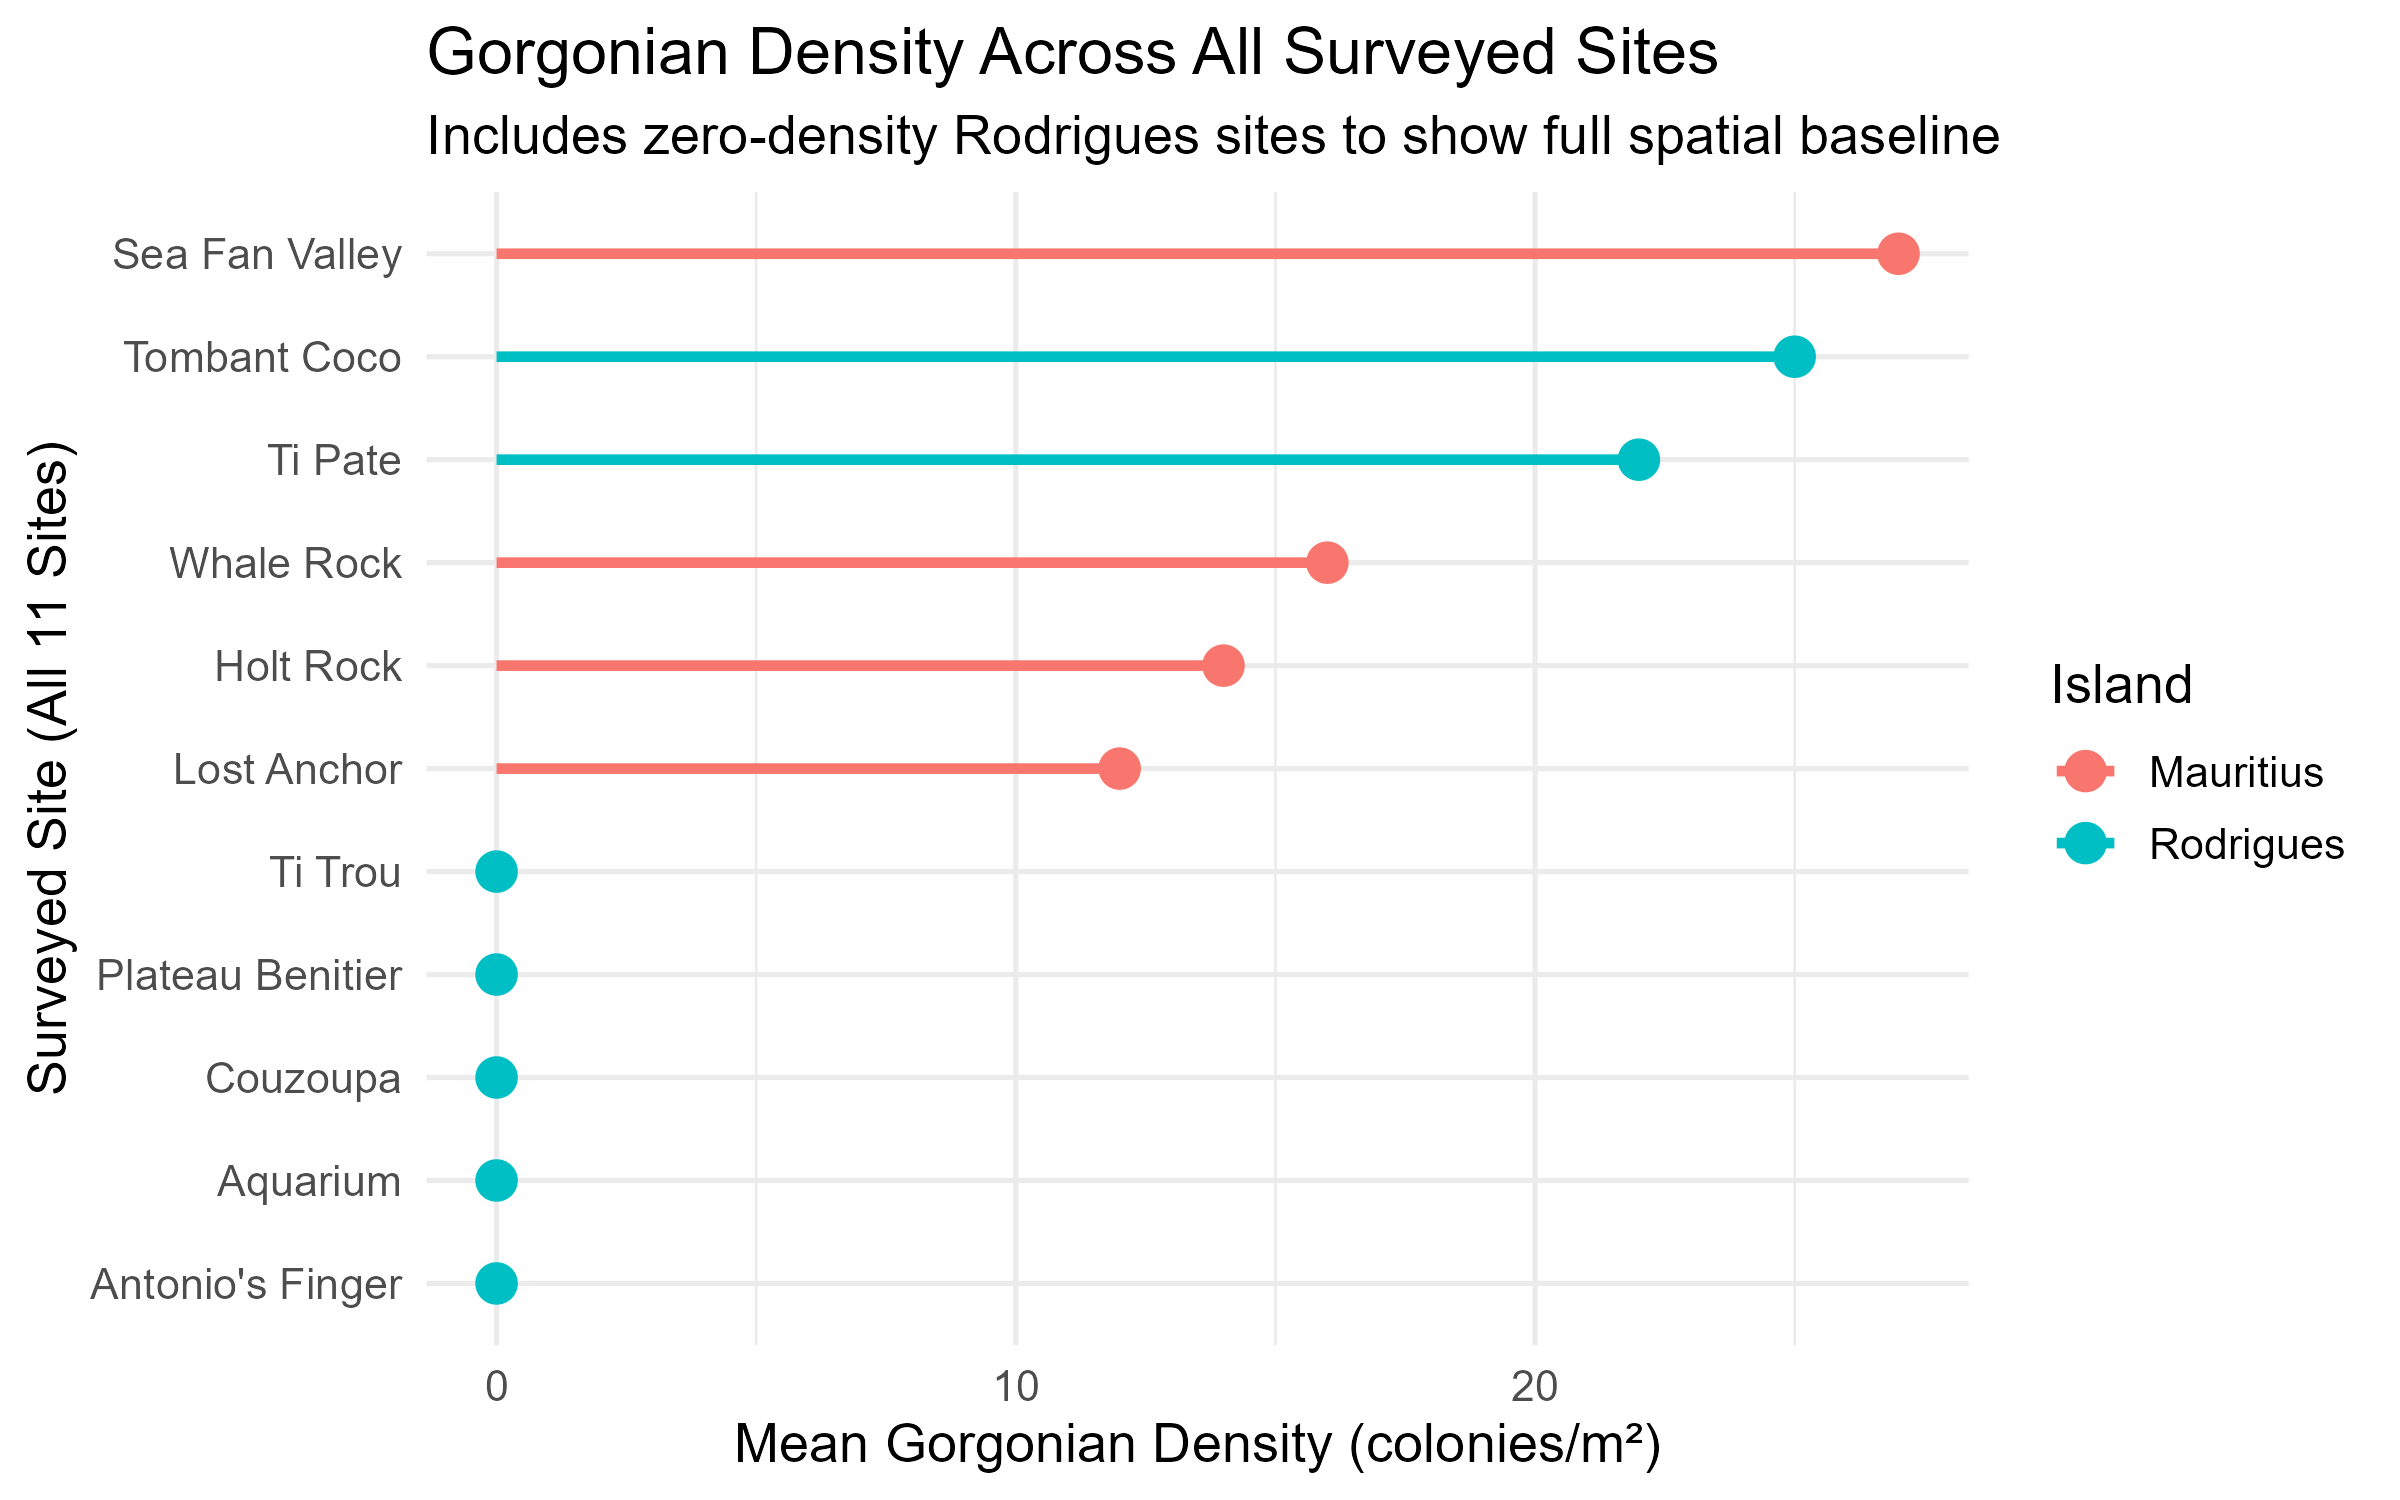 Gorgonian Density Across All Surveyed Sites
Includes zero-density Rodrigues sites to show full spatial baseline
Surveyed Site (All 11 Sites)
Sea Fan Valley
Tombant Coco
Ti Pate
Whale Rock
Holt Rock
Lost Anchor
Ti Trou
Plateau Benitier
Couzoupa
Aquarium
Antonio's Finger
0 10 20
Mean Gorgonian Density (colonies/m²)
Island
Mauritius
Rodrigues